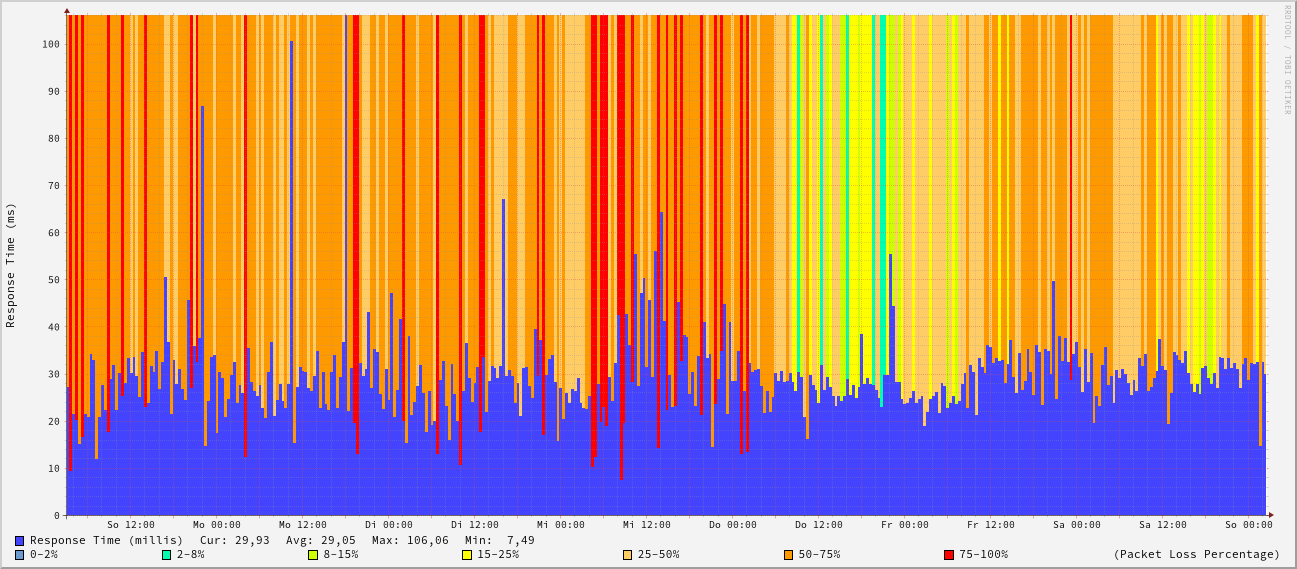 RRDTOOL / TOBI OETIKER
Response Time (ms)
100
90
80
70
60
50
40
30
20
10
0
So 12:00 Mo 00:00 Mo 12:00 Di 00:00 Di 12:00 Mi 00:00 Mi 12:00 Do 00:00 Do 12:00 Fr 00:00 Fr 12:00 Sa 00:00 Sa 12:00 So 00:00
Response Time (millis) Cur: 29,93 Avg: 29,05 Max: 106,06 Min: 7,49
0-2% 2-8% 8-15% 15-25% 25-50% 50-75% 75-100% (Packet Loss Percentage)